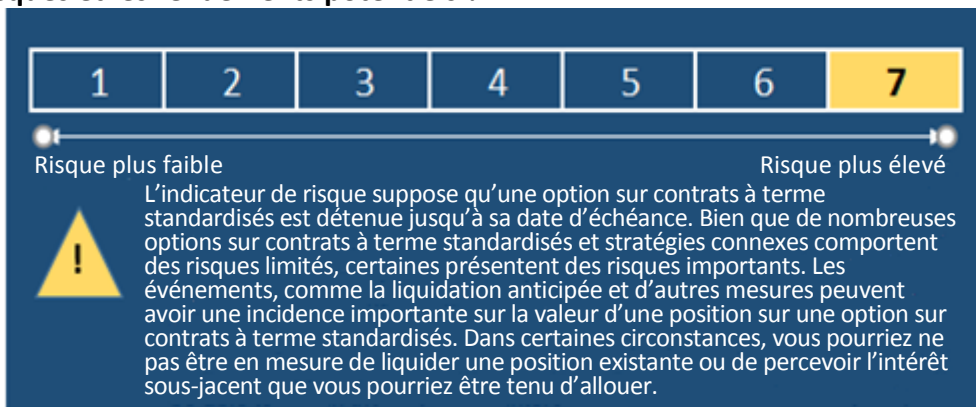 1 2 3 4 5 6 7
Risque plus faible Risque plus élevé
L'indicateur de risque suppose qu'une option sur contrats à terme
standardisés est détenue jusqu'à sa date d'échéance. Bien que de nombreuses
options sur contrats à terme standardisés et stratégies connexes comportent
des risques limités, certaines présentent des risques importants. Les
!
événements, comme la liquidation anticipée et d'autres mesures peuvent
avoir une incidence importante sur la valeur d'une position sur une option sur
contrats à terme standardisés. Dans certaines circonstances, vous pourriez ne
pas être en mesure de liquider une position existante ou de percevoir l'intérêt
sous-jacent que vous pourriez être tenu d'allouer.